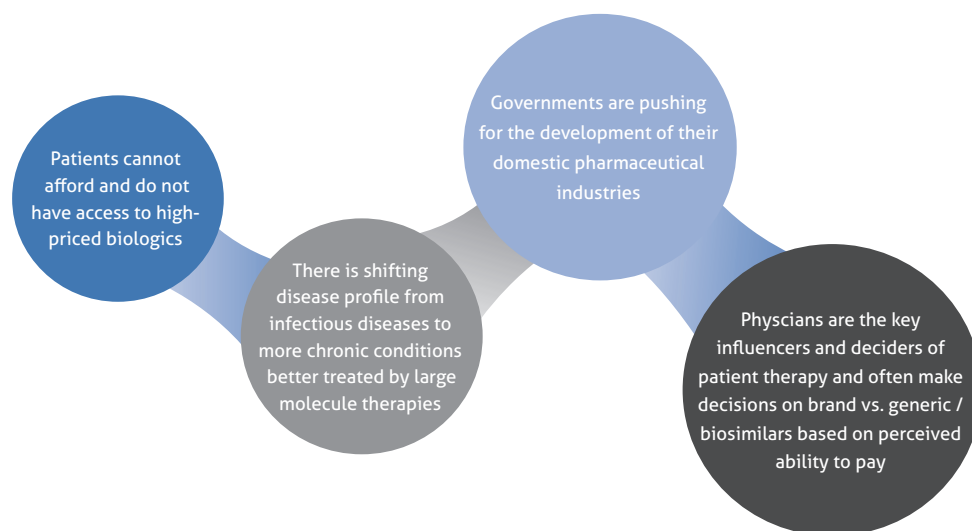 Patients cannot
afford and do not
have access to high-
priced biologics
There is shifting
disease profile from
infectious diseases to
more chronic conditions
better treated by large
molecule therapies
Governments are pushing
for the development of their
domestic pharmaceutical
industries
Physcians are the key
influencers and deciders of
patient therapy and often make
decisions on brand vs. generic /
biosimilars based on perceived
ability to pay